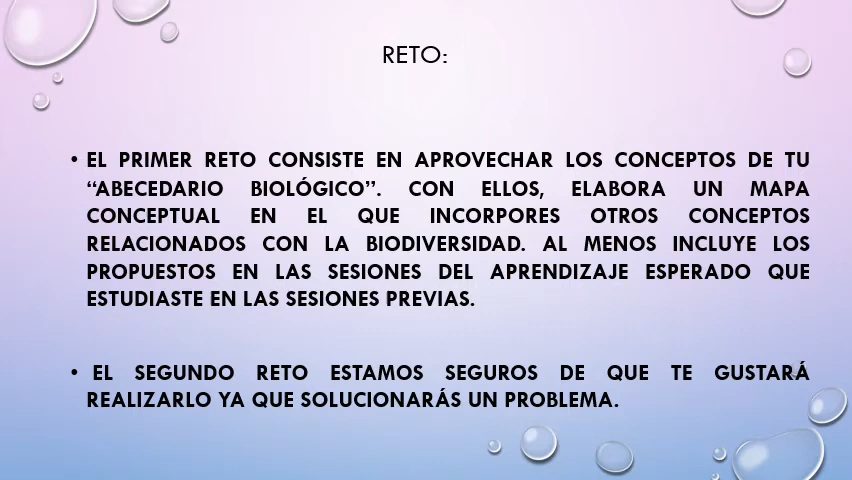 RETO:
• EL PRIMER RETO CONSISTE EN APROVECHAR LOS CONCEPTOS DE TU
“ABECEDARIO BIOLÓGICO”. CON ELLOS, ELABORA UN MAPA
CONCEPTUAL EN EL QUE INCORPORES OTROS CONCEPTOS
RELACIONADOS CON LA BIODIVERSIDAD. AL MENOS INCLUYE LOS
PROPUESTOS EN LAS SESIONES DEL APRENDIZAJE ESPERADO QUE
ESTUDIASTE EN LAS SESIONES PREVIAS.
• EL SEGUNDO RETO ESTAMOS SEGUROS DE QUE TE GUSTARÁ
REALIZARLO YA QUE SOLUCIONARÁS UN PROBLEMA.